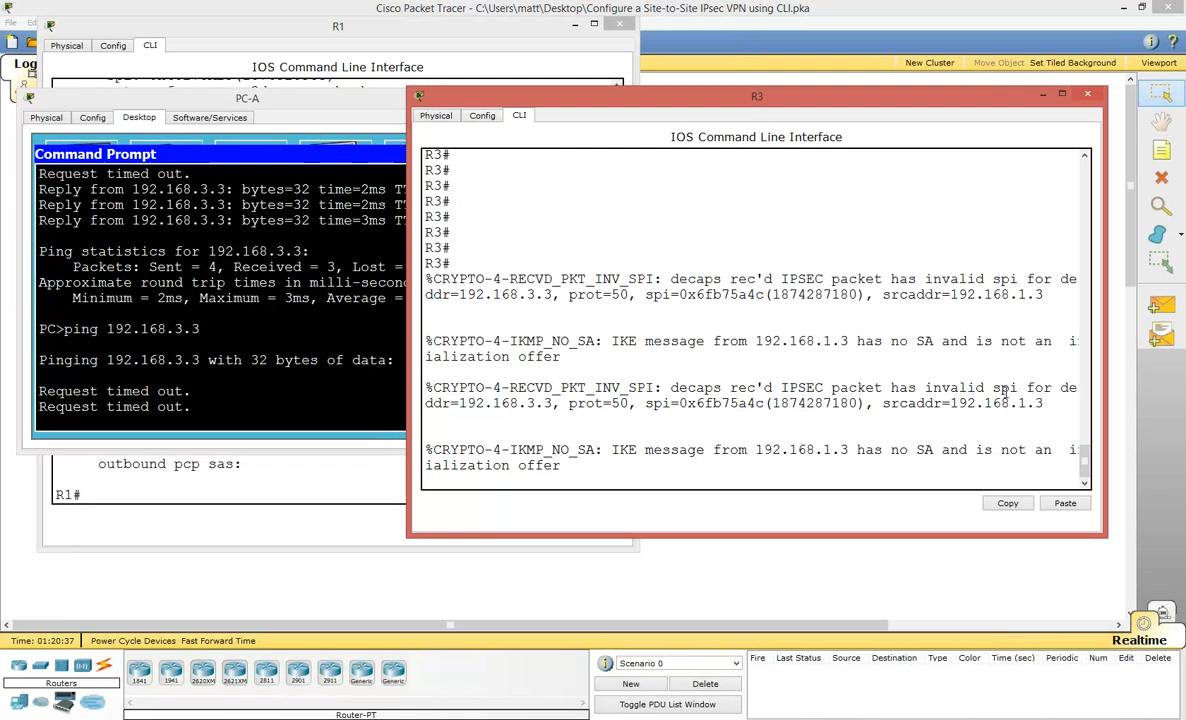 Cisco Packet Tracer - C:\Users\matt\Desktop\Configure a Site-to-Site IPsec VPN using CLI.pka
File
R1
Physical Config CLI
IOS Command Line Interface
Log
New Cluster Move Object Set Tiled Background Viewport
PC-A
Physical Config Desktop Software/Services
Command Prompt
Request timed out.
Reply from 192.168.3.3: bytes=32 time=2ms
Reply from 192.168.3.3: bytes=32 time=2ms
Reply from 192.168.3.3: bytes=32 time=3ms
Ping statistics for 192.168.3.3:
Packets: Sent = 4, Received = 3, Lost =
Approximate round trip times in milli-secon
Minimum = 2ms, Maximum = 3ms, Average =
PC>ping 192.168.3.3
Pinging 192.168.3.3 with 32 bytes of data:
Request timed out.
Request timed out.
outbound pcp sas:
R1#
R3
Physical Config CLI
IOS Command Line Interface
R3#
R3#
R3#
R3#
R3#
R3#
R3#
R3#
%CRYPTO-4-RECVD_PKT_INV_SPI: decaps rec'd IPSEC packet has invalid spi for de
ddr=192.168.3.3, prot=50, spi=0x6fb75a4c(1874287180), srcaddr=192.168.1.3
%CRYPTO-4-IKMP_NO_SA: IKE message from 192.168.1.3 has no SA and is not an i
ialization offer
%CRYPTO-4-RECVD_PKT_INV_SPI: decaps rec'd IPSEC packet has invalid spi for de
ddr=192.168.3.3, prot=50, spi=0x6fb75a4c(1874287180), srcaddr=192.168.1.3
%CRYPTO-4-IKMP_NO_SA: IKE message from 192.168.1.3 has no SA and is not an i
ialization offer
Copy Paste
Time: 01:20:37 Power Cycle Devices Fast Forward Time
Realtime
Routers
1841 1941 2620XM 2621XM 2811 2901 2911 Generic Generic
Router-PT
Scenario 0
New Delete
Toggle PDU List Window
Fire Last Status Source Destination Type Color Time (sec) Periodic Num Edit Delete